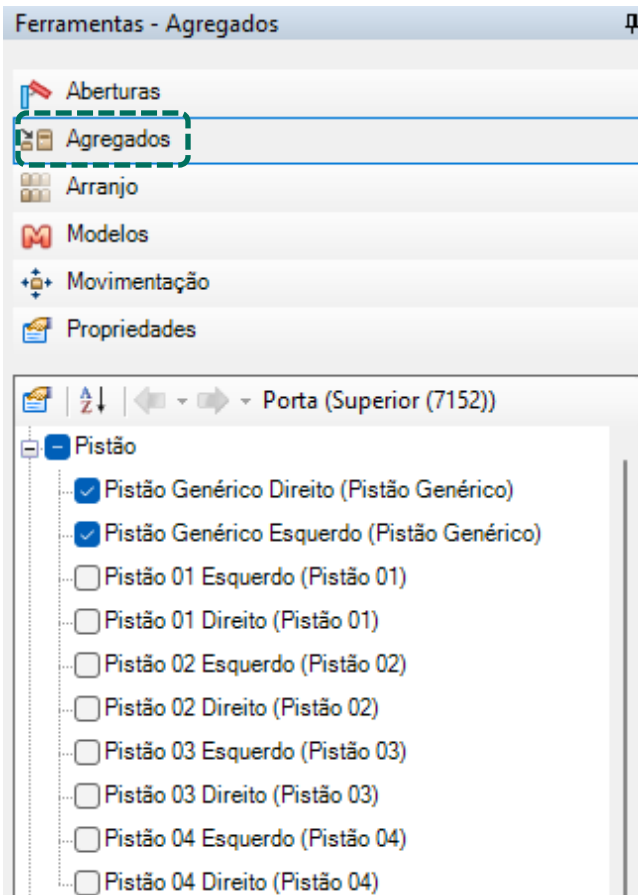 Ferramentas - Agregados
Aberturas
Agregados
Arranjo
Modelos
Movimentação
Propriedades
Porta (Superior (7152))
Pistão
Pistão Genérico Direito (Pistão Genérico)
Pistão Genérico Esquerdo (Pistão Genérico)
Pistão 01 Esquerdo (Pistão 01)
Pistão 01 Direito (Pistão 01)
Pistão 02 Esquerdo (Pistão 02)
Pistão 02 Direito (Pistão 02)
Pistão 03 Esquerdo (Pistão 03)
Pistão 03 Direito (Pistão 03)
Pistão 04 Esquerdo (Pistão 04)
Pistão 04 Direito (Pistão 04)